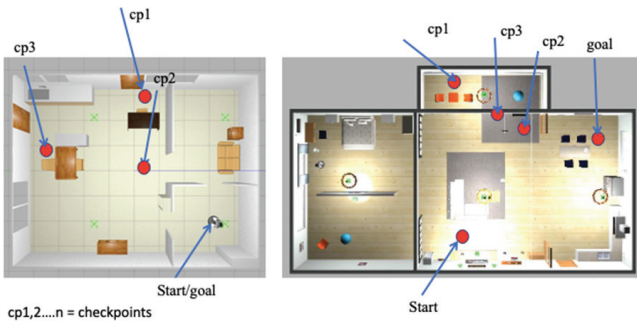 cp1
cp3
cp2
Start/goal
cp1
cp3
cp2
goal
Start
cp1,2....n = checkpoints